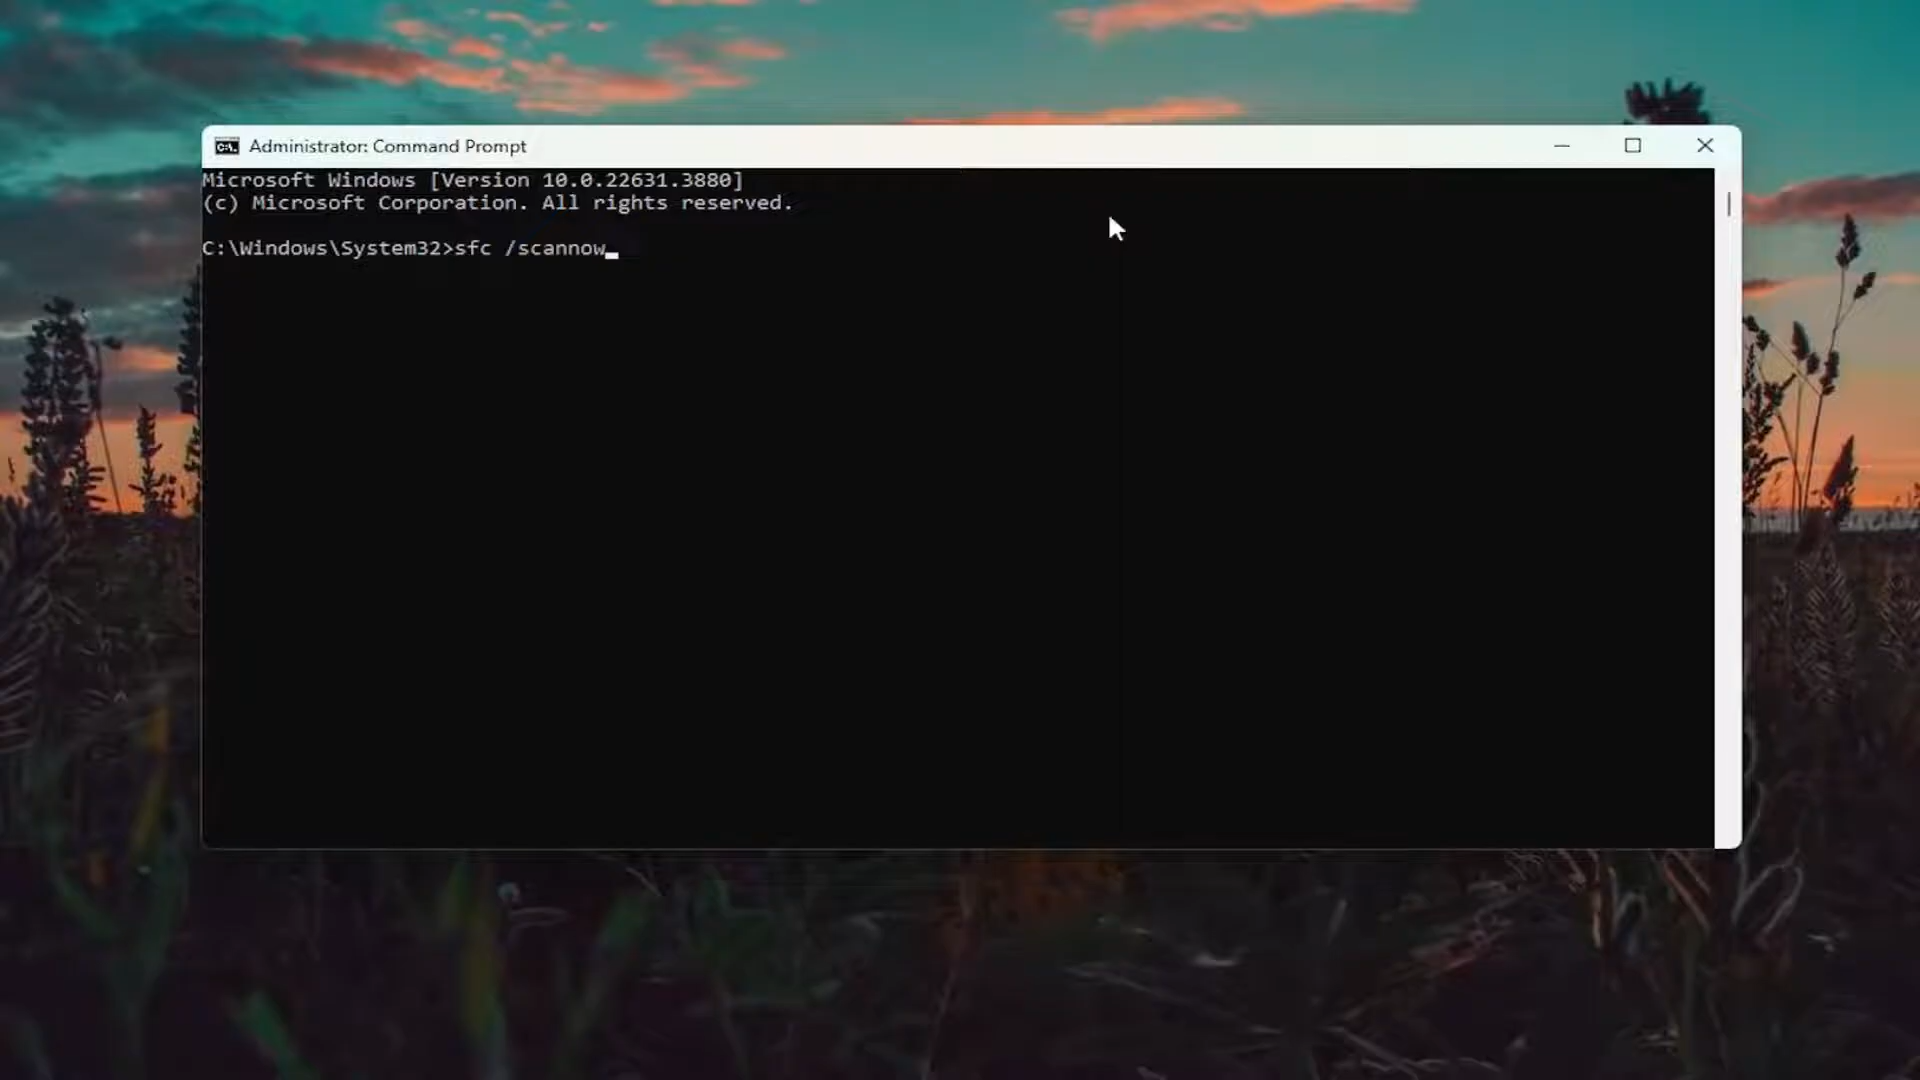 Administrator: Command Prompt
Microsoft Windows [Version 10.0.22631.3880]
(c) Microsoft Corporation. All rights reserved.
C:\Windows\System32>sfc /scannow